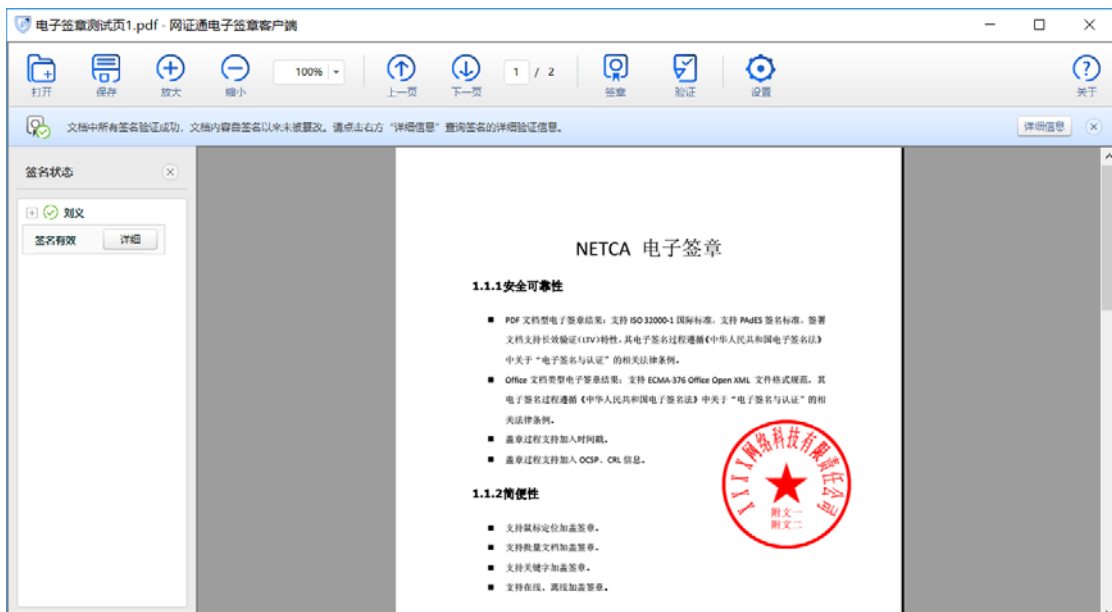 电子签章测试页1.pdf - 网证通电子签章客户端
打开 保存 放大 缩小 100% 上一页 下一页 1 / 2 签章 验证 设置 关于
文档中所有签名验证成功，文档内容自签名以来未被篡改。请点击右方“详细信息”查询签名的详细验证信息。 详细信息
签名状态
刘义
签名有效 详细
NETCA 电子签章
1.1.1安全可靠性
■ PDF 文档型电子签章结果：支持 ISO 32000-1 国际标准，支持 PAdES 签名标准，签署
文档支持长效验证(LTV)特性，其电子签名过程遵循《中华人民共和国电子签名法》
中关于“电子签名与认证”的相关法律条例。
■ Office 文档类型电子签章结果：支持 ECMA-376 Office Open XML 文件格式规范，其
电子签名过程遵循《中华人民共和国电子签名法》中关于“电子签名与认证”的相
关法律条例。
■ 盖章过程支持加入时间戳。
■ 盖章过程支持加入 OCSP、CRL 信息。
XXXX网络科技有限责任公司
附文一
附文二
1.1.2简便性
■ 支持鼠标定位加盖签章。
■ 支持批量文档加盖签章。
■ 支持关键字加盖签章。
■ 支持在线、离线加盖签章。